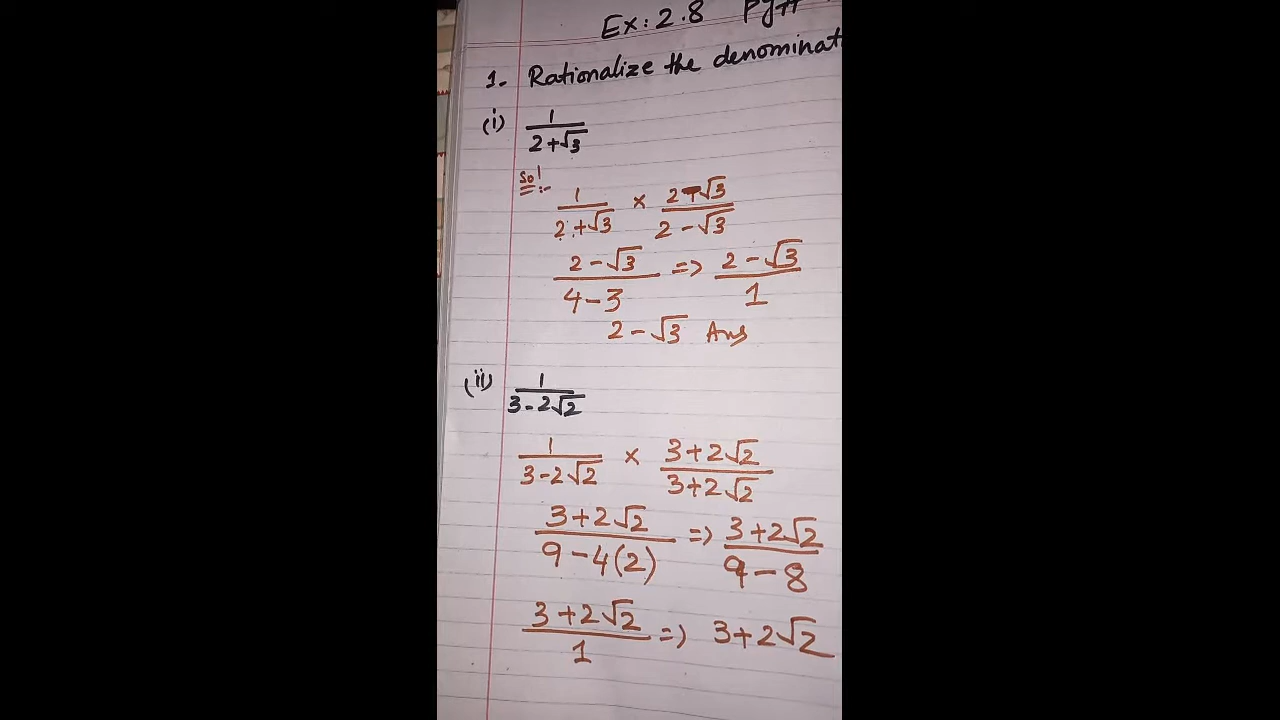 Ex: 2.8
1. Rationalize the denominat
(i) 1/(2+√3)
Sol:-
1/(2+√3) × (2-√3)/(2-√3)
(2-√3)/(4-3) => (2-√3)/1
2-√3 Ans
(ii) 1/(3-2√2)
1/(3-2√2) × (3+2√2)/(3+2√2)
(3+2√2)/(9-4(2)) => (3+2√2)/(9-8)
(3+2√2)/1 => 3+2√2